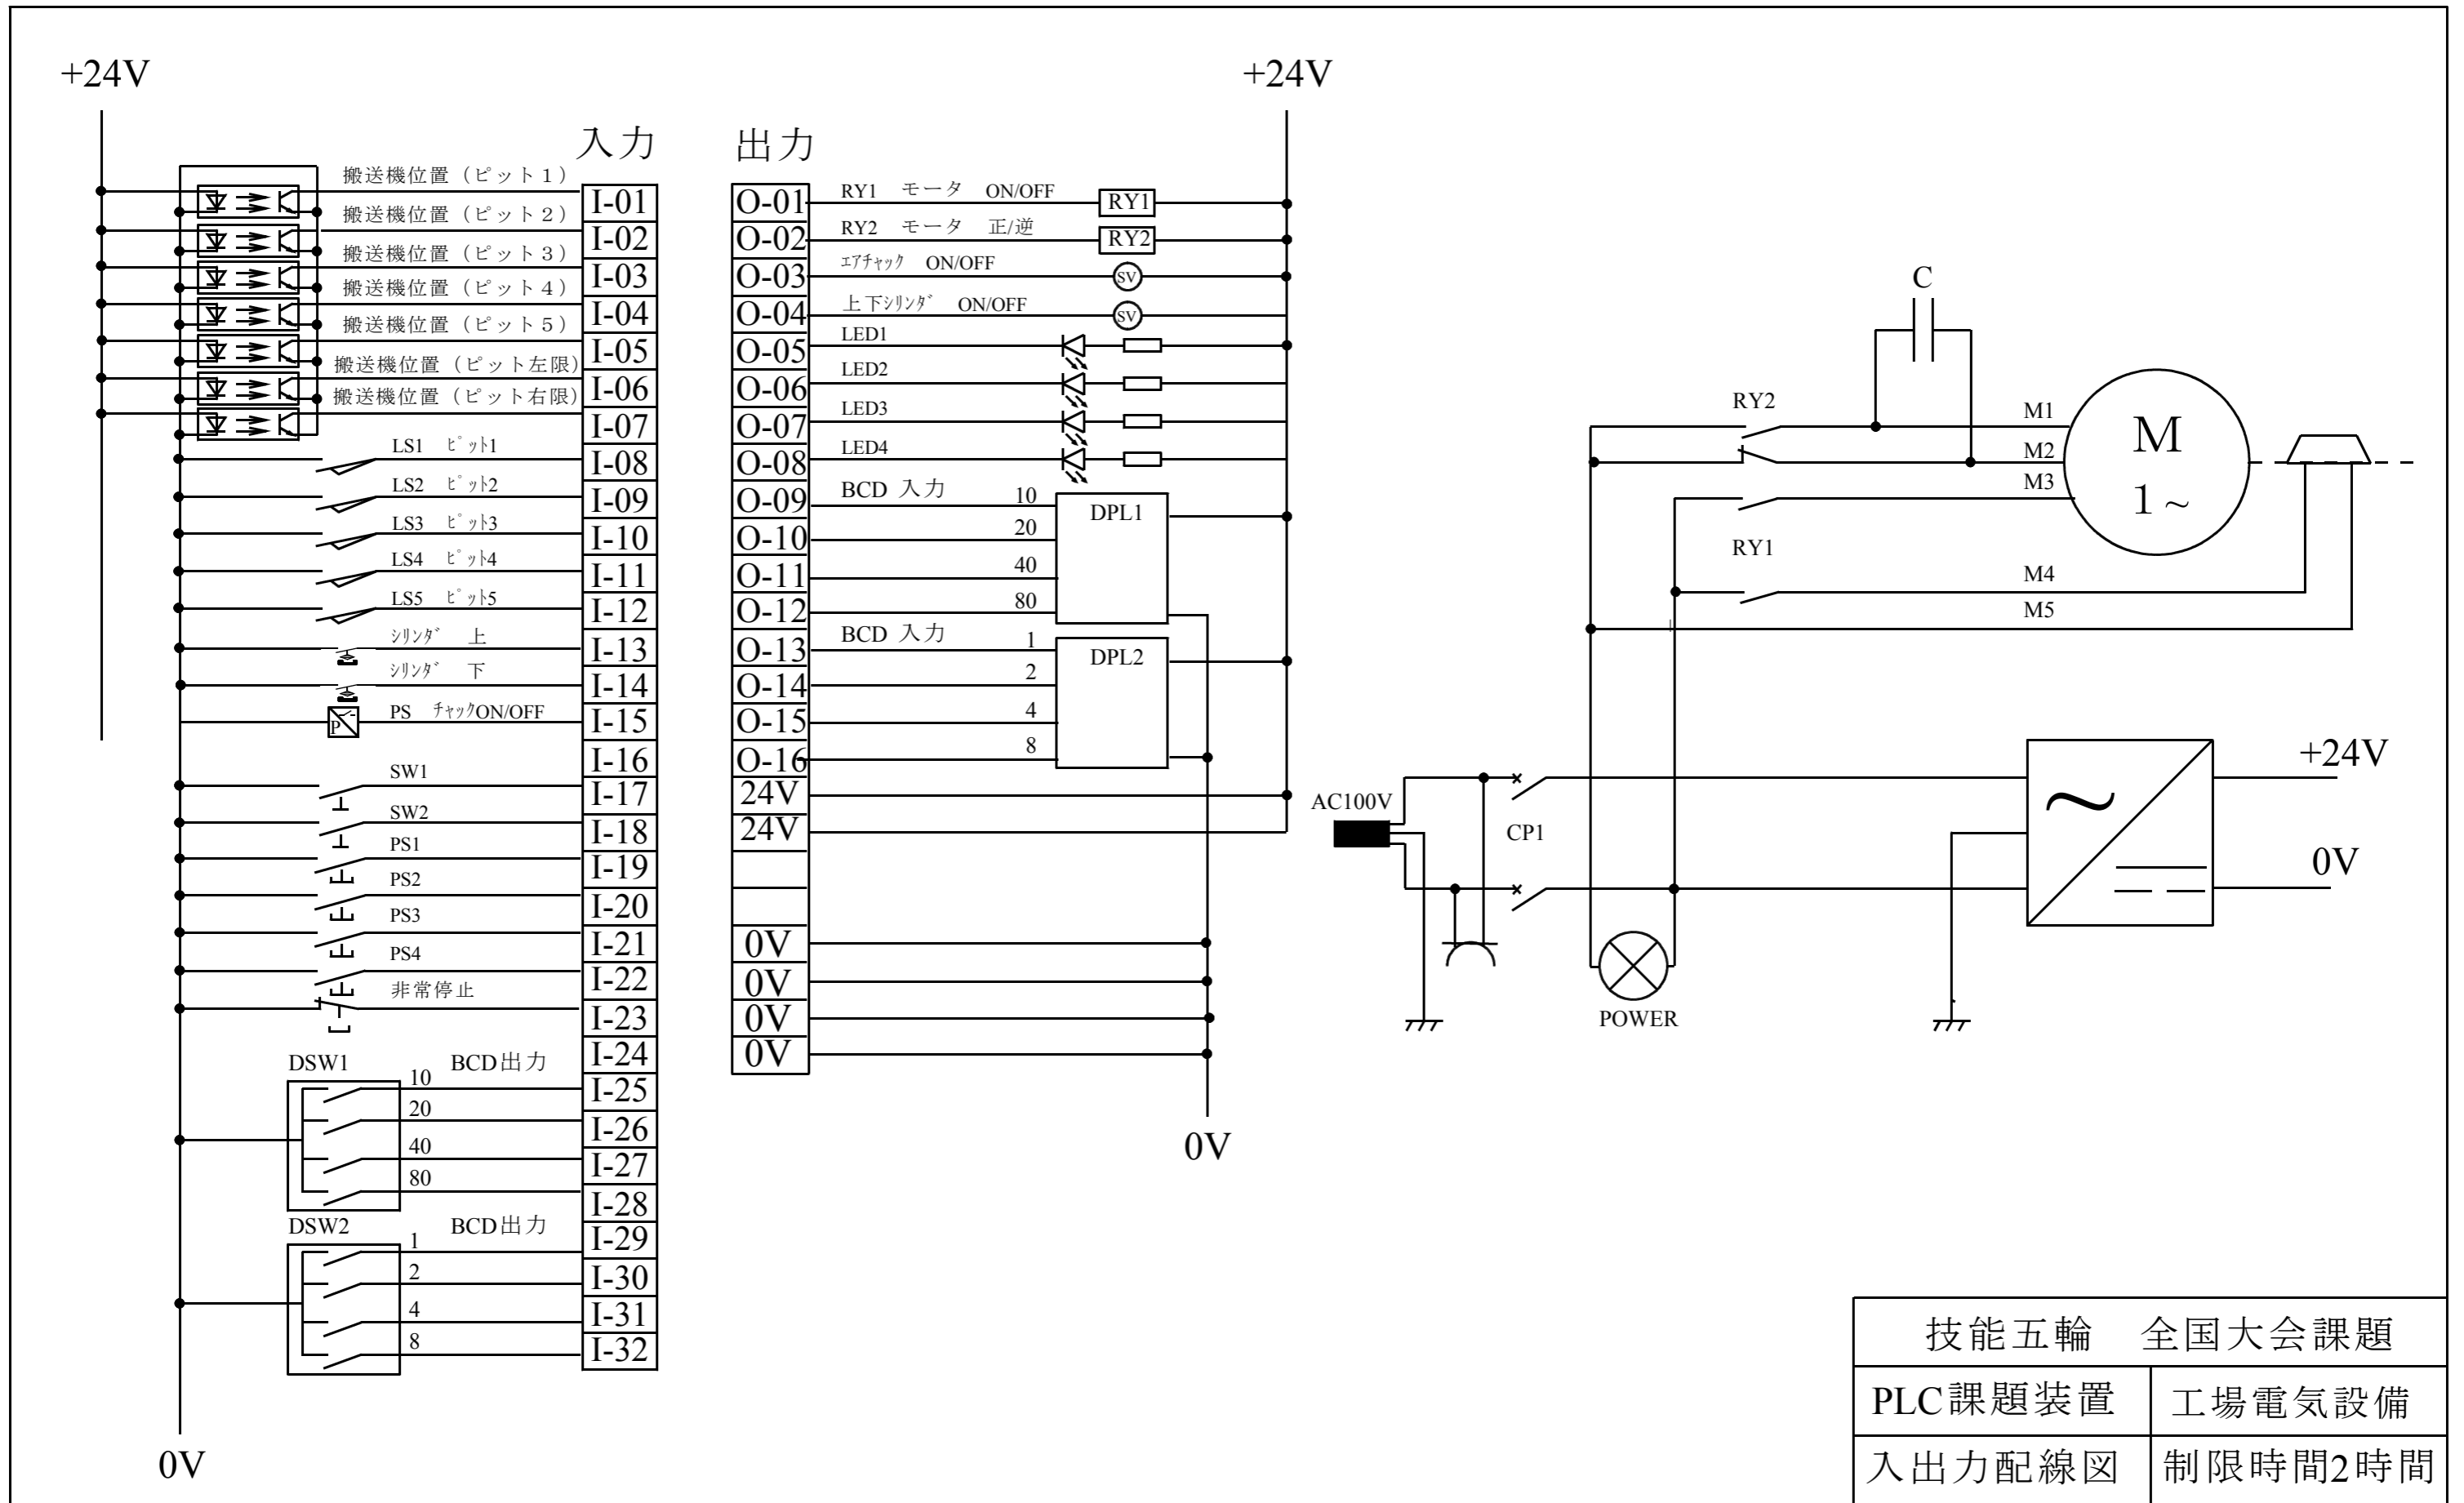 +24V
入力
搬送機位置（ピット１）
I-01
搬送機位置（ピット２）
I-02
搬送機位置（ピット３）
I-03
搬送機位置（ピット４）
I-04
搬送機位置（ピット５）
I-05
搬送機位置（ピット左限）
I-06
搬送機位置（ピット右限）
I-07
LS1 ﾋﾟｯﾄ1
I-08
LS2 ﾋﾟｯﾄ2
I-09
LS3 ﾋﾟｯﾄ3
I-10
LS4 ﾋﾟｯﾄ4
I-11
LS5 ﾋﾟｯﾄ5
I-12
ｼﾘﾝﾀﾞ 上
I-13
ｼﾘﾝﾀﾞ 下
I-14
P
PS ﾁｬｯｸON/OFF
I-15
I-16
SW1
I-17
SW2
I-18
PS1
I-19
PS2
I-20
PS3
I-21
PS4
I-22
非常停止
I-23
I-24
DSW1 BCD出力
10
I-25
20
I-26
40
I-27
80
I-28
DSW2 BCD出力
1
I-29
2
I-30
4
I-31
8
I-32
0V
+24V
出力
O-01 RY1 モータ ON/OFF RY1
O-02 RY2 モータ 正/逆 RY2
O-03 ｴｱﾁｬｯｸ ON/OFF SV
O-04 上下ｼﾘﾝﾀﾞ ON/OFF SV
O-05 LED1
O-06 LED2
O-07 LED3
O-08 LED4
O-09 BCD 入力 10 DPL1
O-10 20
O-11 40
O-12 80
O-13 BCD 入力 1 DPL2
O-14 2
O-15 4
O-16 8
24V
24V
0V
0V
0V
0V
0V
C
RY2
M1
M2
M3
M
1～
RY1
M4
M5
AC100V
CP1
POWER
+24V
0V
技能五輪 全国大会課題
PLC課題装置 工場電気設備
入出力配線図 制限時間2時間